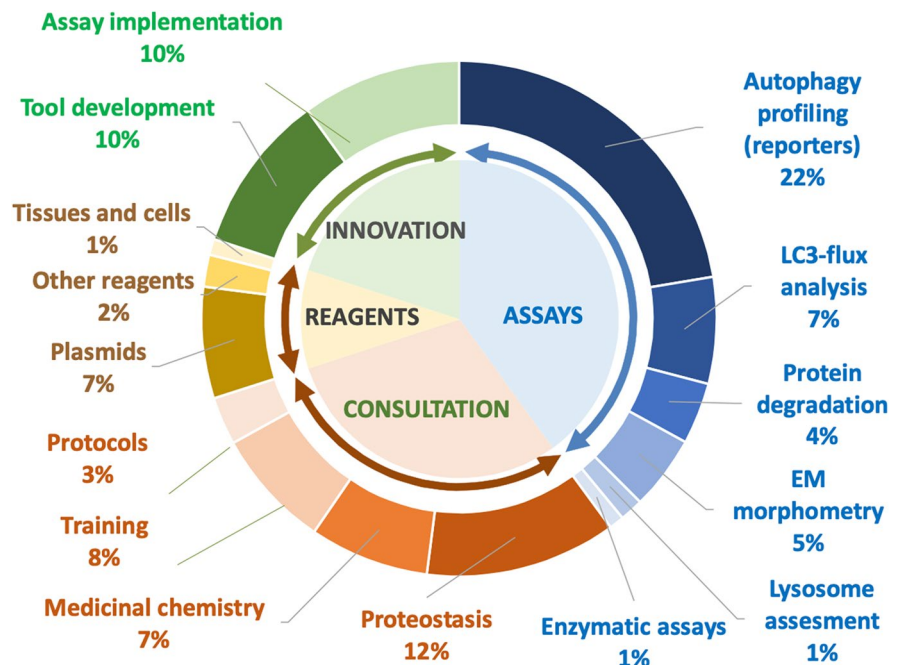 Assay implementation
10%
Tool development
10%
Tissues and cells
1%
Other reagents
2%
Plasmids
7%
Protocols
3%
Training
8%
Medicinal chemistry
7%
Proteostasis
12%
Enzymatic assays
1%
Lysosome
assesment
1%
EM
morphometry
5%
Protein
degradation
4%
LC3-flux
analysis
7%
Autophagy
profiling
(reporters)
22%
INNOVATION
REAGENTS
ASSAYS
CONSULTATION